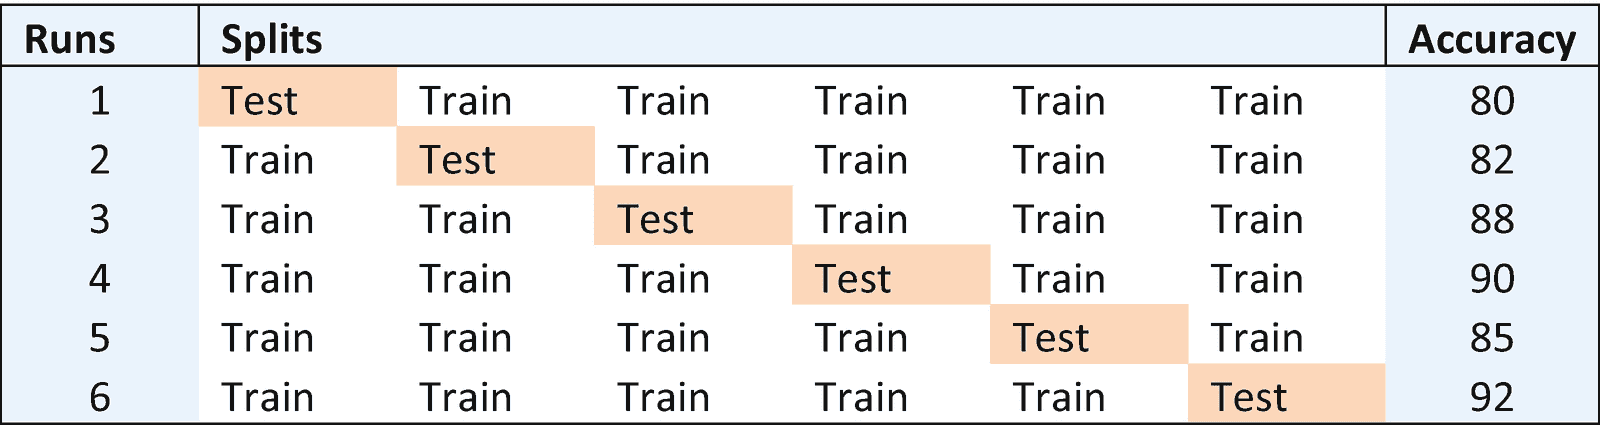 Runs Splits Accuracy
1 Test Train Train Train Train Train 80
2 Train Test Train Train Train Train 82
3 Train Train Test Train Train Train 88
4 Train Train Train Test Train Train 90
5 Train Train Train Train Test Train 85
6 Train Train Train Train Train Test 92